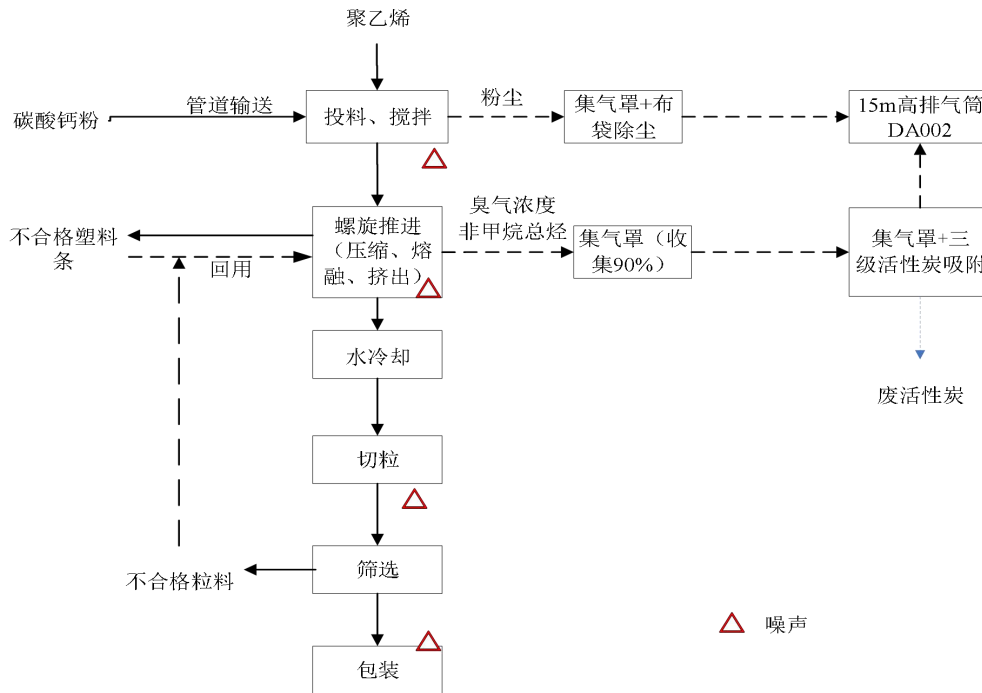 聚乙烯
碳酸钙粉
管道输送
投料、搅拌
粉尘
集气罩+布
袋除尘
15m高排气筒
DA002
不合格塑料
条
回用
螺旋推进
（压缩、熔
融、挤出）
臭气浓度
非甲烷总烃
集气罩（收
集90%）
集气罩+三
级活性炭吸附
水冷却
废活性炭
切粒
不合格粒料
筛选
噪声
包装